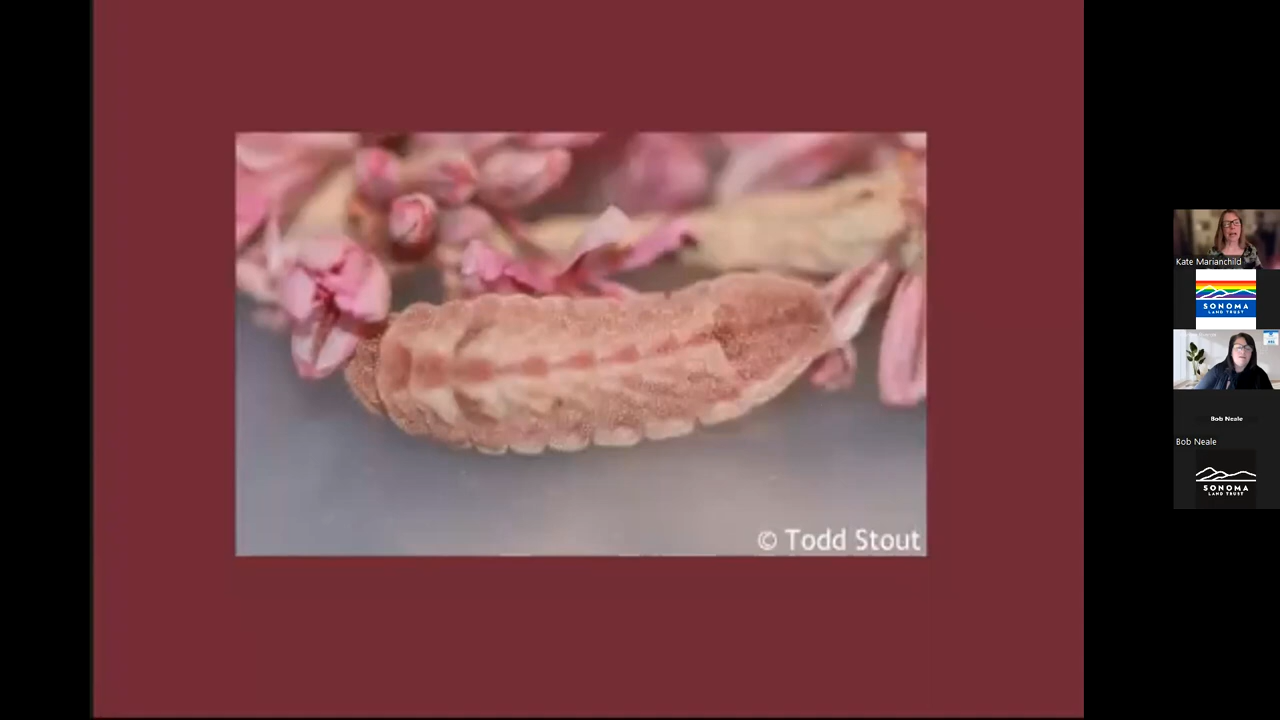 © Todd Stout
Kate Marianchild
SONOMA
LAND TRUST
Bob Neale
Bob Neale
SONOMA
LAND TRUST